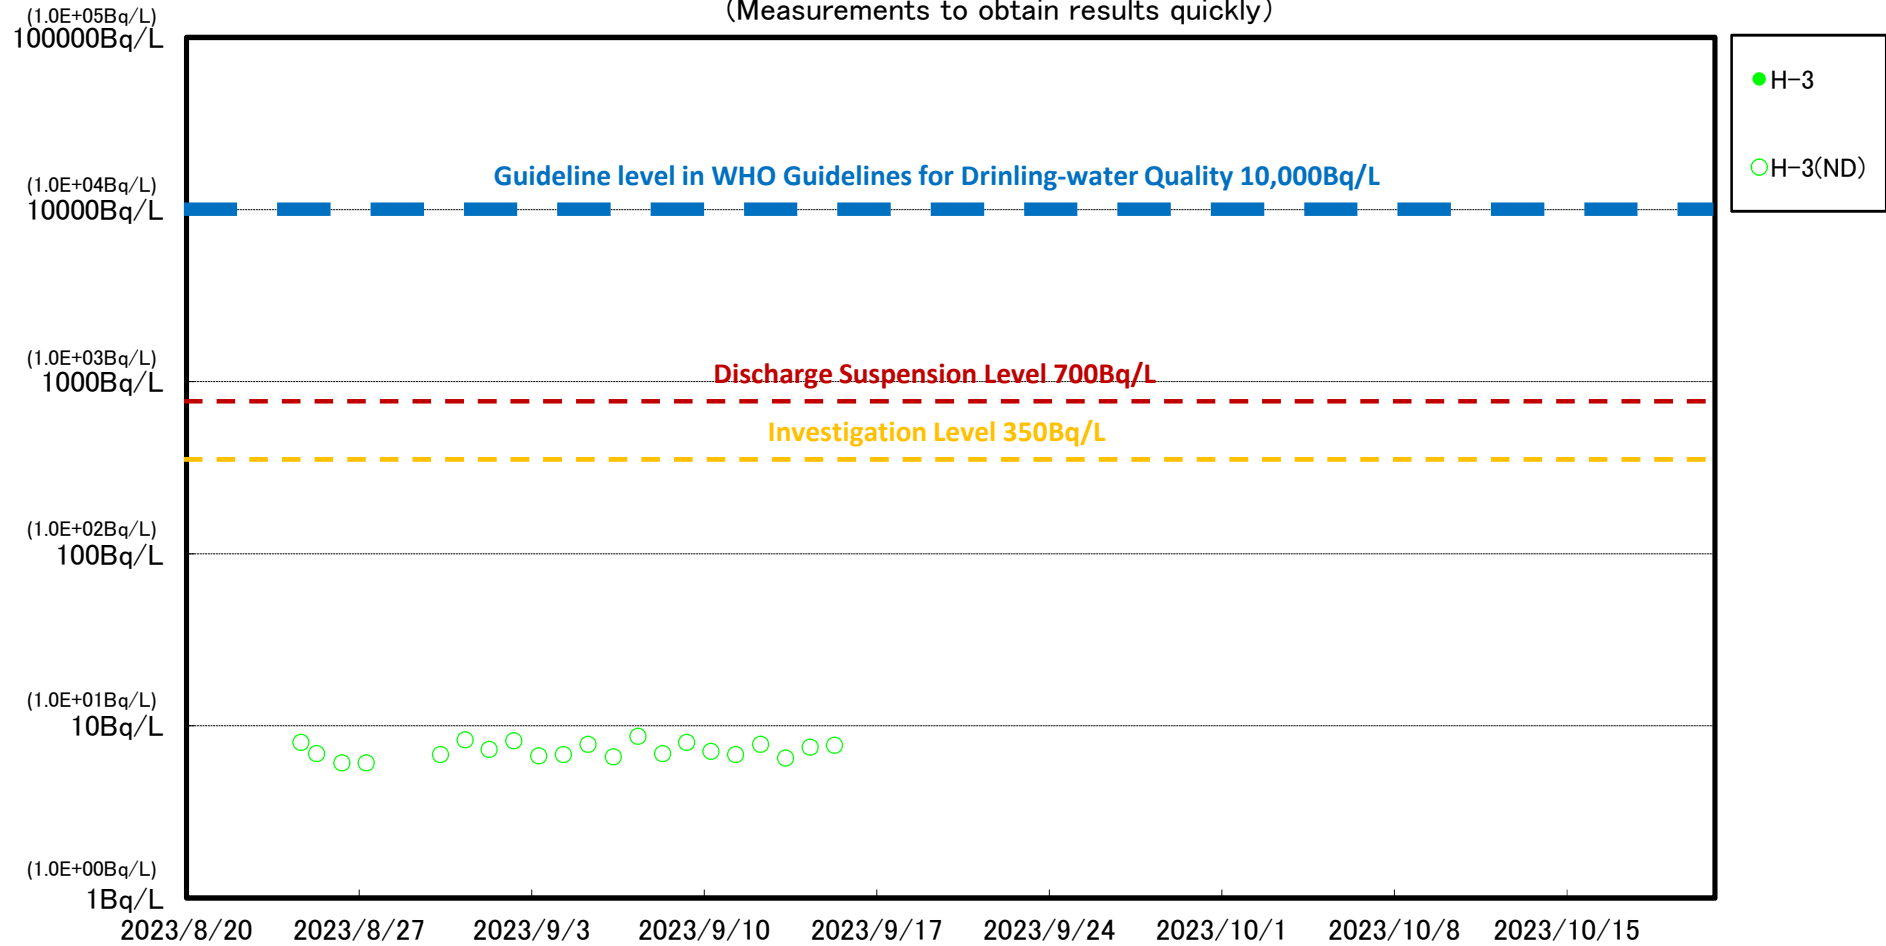 (Measurements to obtain results quickly)
(1.0E+05Bq/L)
100000Bq/L
H-3
H-3(ND)
Guideline level in WHO Guidelines for Drinling-water Quality 10,000Bq/L
(1.0E+04Bq/L)
10000Bq/L
(1.0E+03Bq/L)
1000Bq/L
Discharge Suspension Level 700Bq/L
Investigation Level 350Bq/L
(1.0E+02Bq/L)
100Bq/L
(1.0E+01Bq/L)
10Bq/L
(1.0E+00Bq/L)
1Bq/L
2023/8/20 2023/8/27 2023/9/3 2023/9/10 2023/9/17 2023/9/24 2023/10/1 2023/10/8 2023/10/15